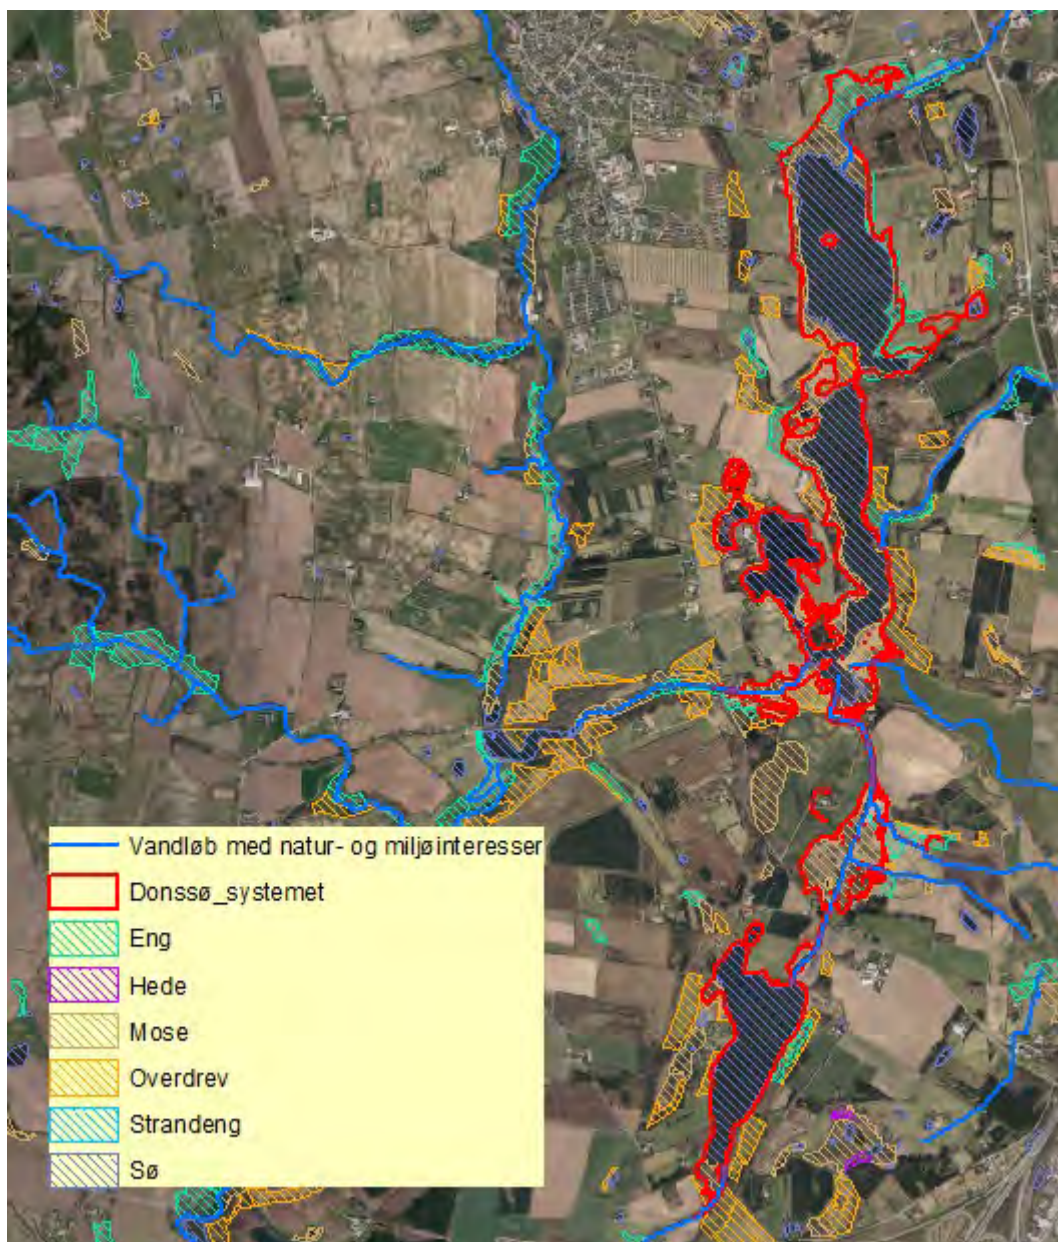 Vandløb med natur- og miljøinteresser
Donssø_systemet
Eng
Hede
Mose
Overdrev
Strandeng
Sø